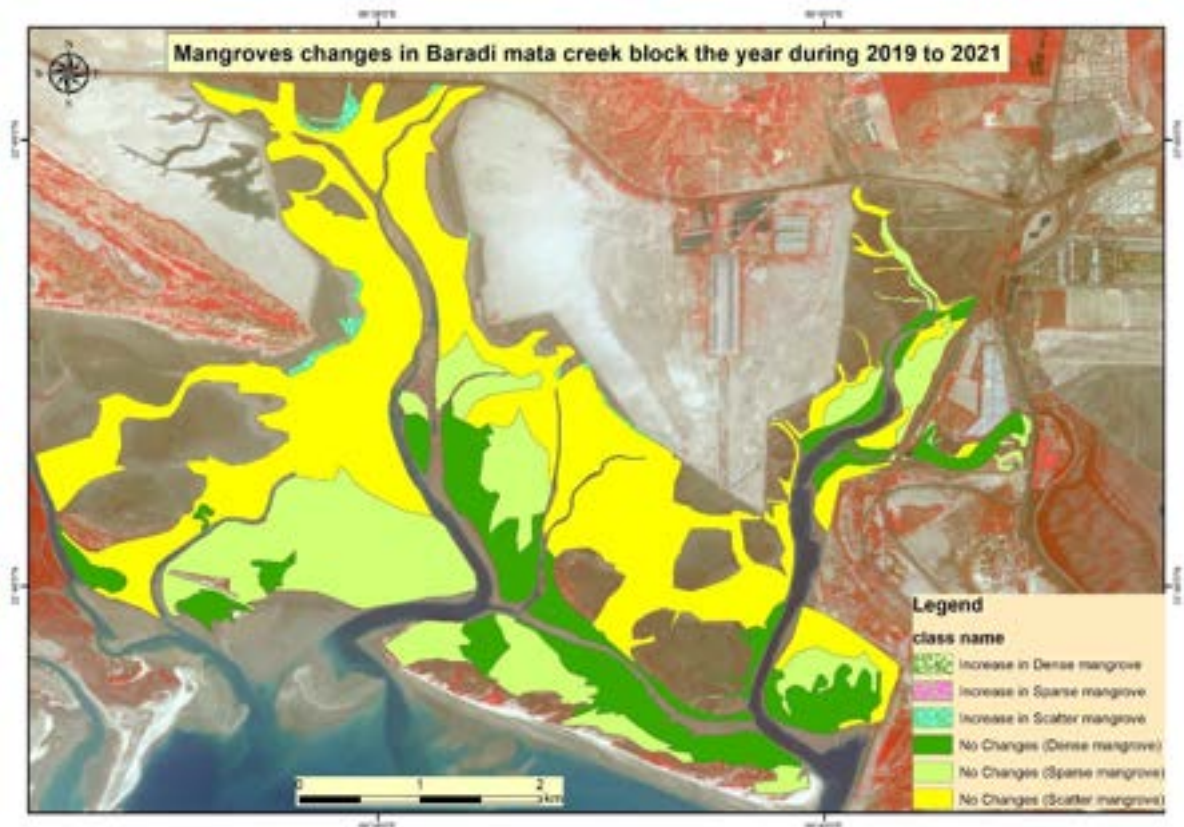 Mangroves changes in Baradi mata creek block the year during 2019 to 2021
N
0 1 2
km
Legend
class name
Increase in Dense mangrove
Increase in Sparse mangrove
Increase in Scatter mangrove
No Changes (Dense mangrove)
No Changes (Sparse mangrove)
No Changes (Scatter mangrove)